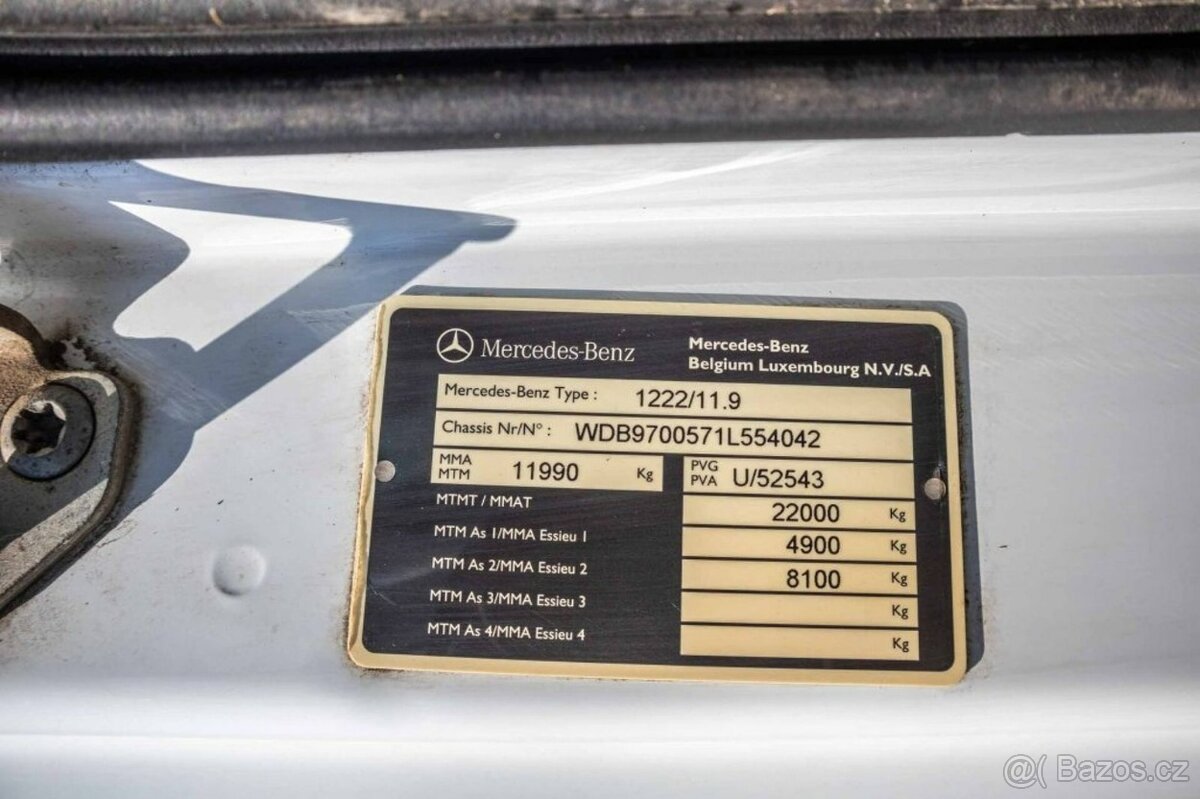 Mercedes-Benz
Mercedes-Benz
Belgium Luxembourg N.V./S.A
Mercedes-Benz Type : 1222/11.9
Chassis Nr/N° : WDB9700571L554042
MMA
MTM 11990 Kg
PVG
PVA U/52543
MTMT / MMAT 22000 Kg
MTM As 1/MMA Essieu 1 4900 Kg
MTM As 2/MMA Essieu 2 8100 Kg
MTM As 3/MMA Essieu 3 Kg
MTM As 4/MMA Essieu 4 Kg
@( Bazos.cz